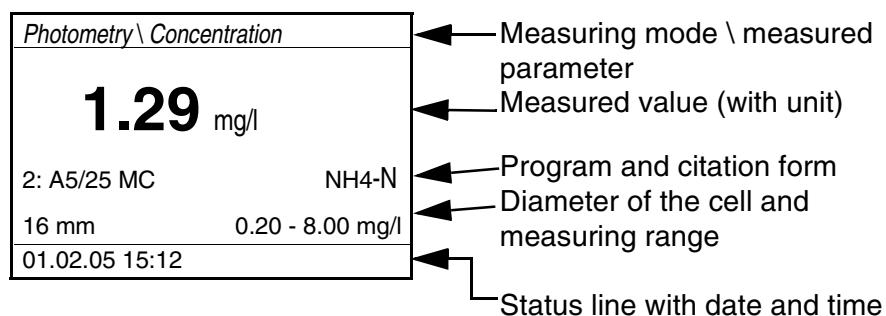 Photometry \ Concentration
1.29 mg/l
2: A5/25 MC NH4-N
16 mm 0.20 - 8.00 mg/l
01.02.05 15:12
Measuring mode \ measured
parameter
Measured value (with unit)
Program and citation form
Diameter of the cell and
measuring range
Status line with date and time